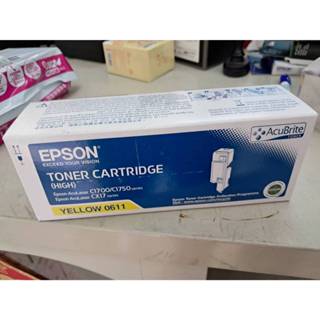 EPSON
EXCEED YOUR VISION
AcuBrite
TONER
TONER CARTRIDGE
(HIGH)
Epson AcuLaser C1700/C1750 series
Epson AcuLaser CX17 series
YELLOW 0611